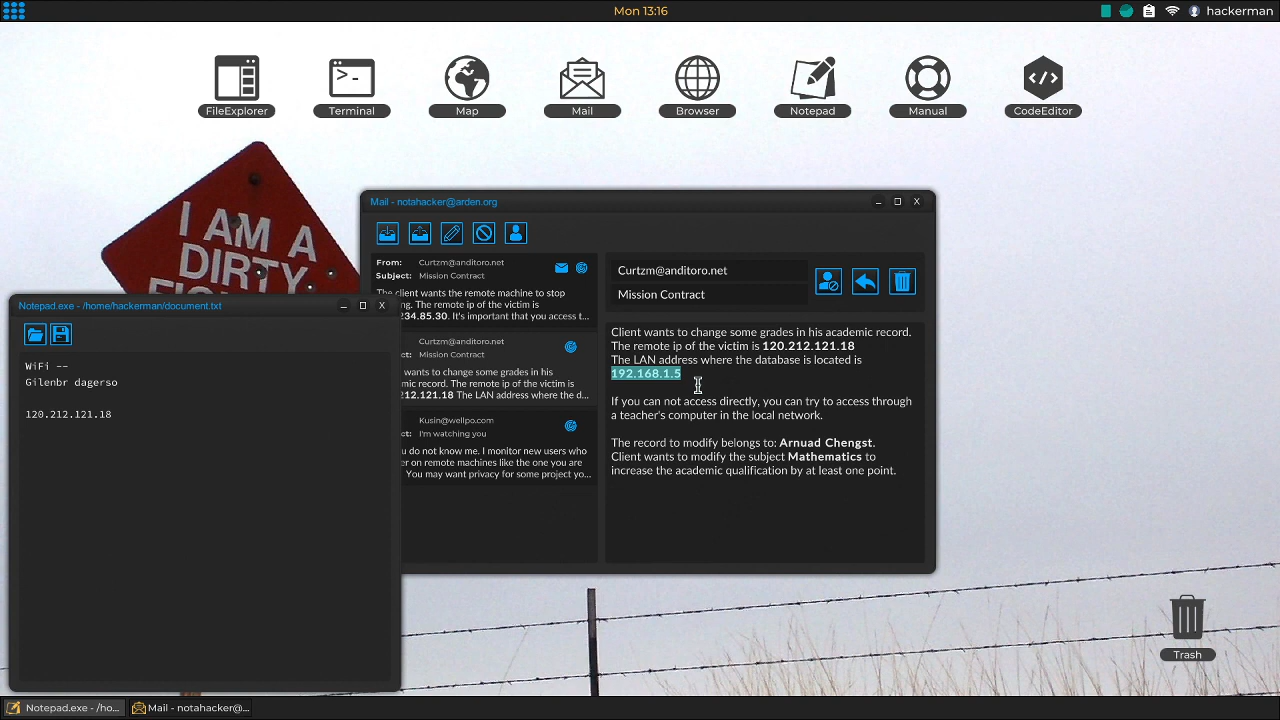 Mon 13:16
hackerman
FileExplorer
Terminal
Map
Mail
Browser
Notepad
Manual
CodeEditor
I AM A
DIRTY
Mail - notahacker@arden.org
From: Curtzm@anditoro.net
Subject: Mission Contract
The client wants the remote machine to stop
ng. The remote ip of the victim is
234.85.30. It's important that you access t...
Curtzm@anditoro.net
ct: Mission Contract
wants to change some grades in his
mic record. The remote ip of the victim is
212.121.18 The LAN address where the d...
Kusin@wellpo.com
ct: I'm watching you
u do not know me. I monitor new users who
er on remote machines like the one you are
You may want privacy for some project yo...
Curtzm@anditoro.net
Mission Contract
Client wants to change some grades in his academic record.
The remote ip of the victim is 120.212.121.18
The LAN address where the database is located is
192.168.1.5
If you can not access directly, you can try to access through
a teacher's computer in the local network.
The record to modify belongs to: Arnuad Chengst.
Client wants to modify the subject Mathematics to
increase the academic qualification by at least one point.
Notepad.exe - /home/hackerman/document.txt
WiFi --
Gilenbr dagerso
120.212.121.18
Trash
Notepad.exe - /ho...
Mail - notahacker@...